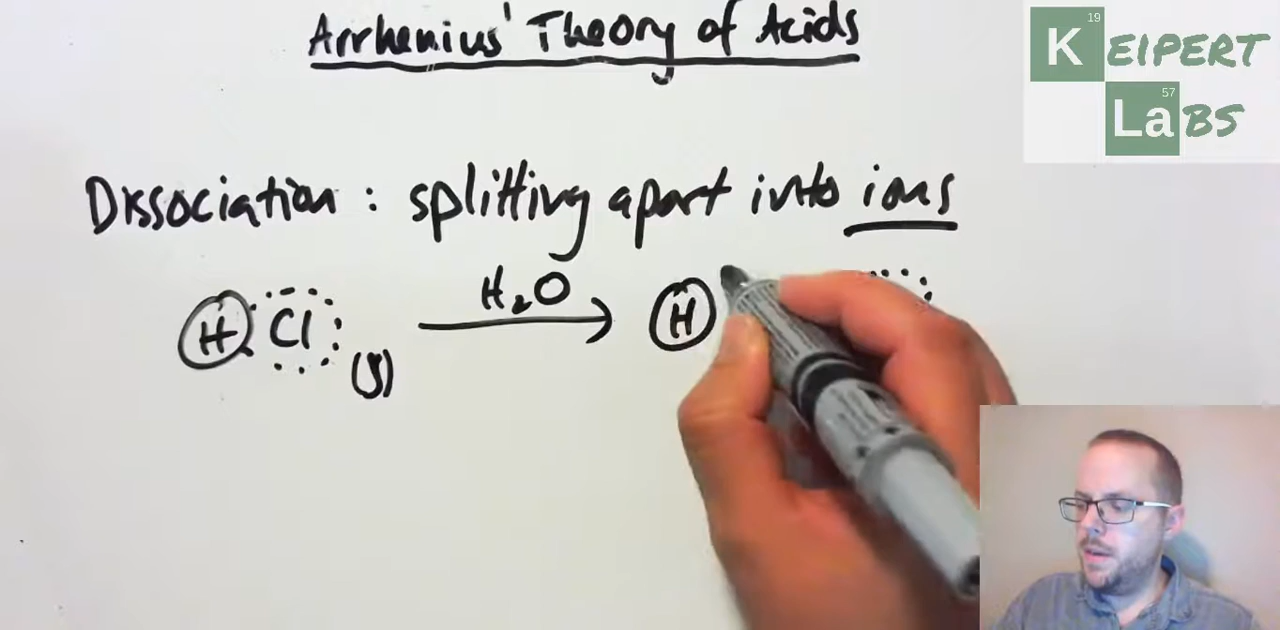 Arrhenius' Theory of Acids
19
KEIPERT
57
LaBS
Dissociation : splitting apart into ions
H Cl (g) H₂O H